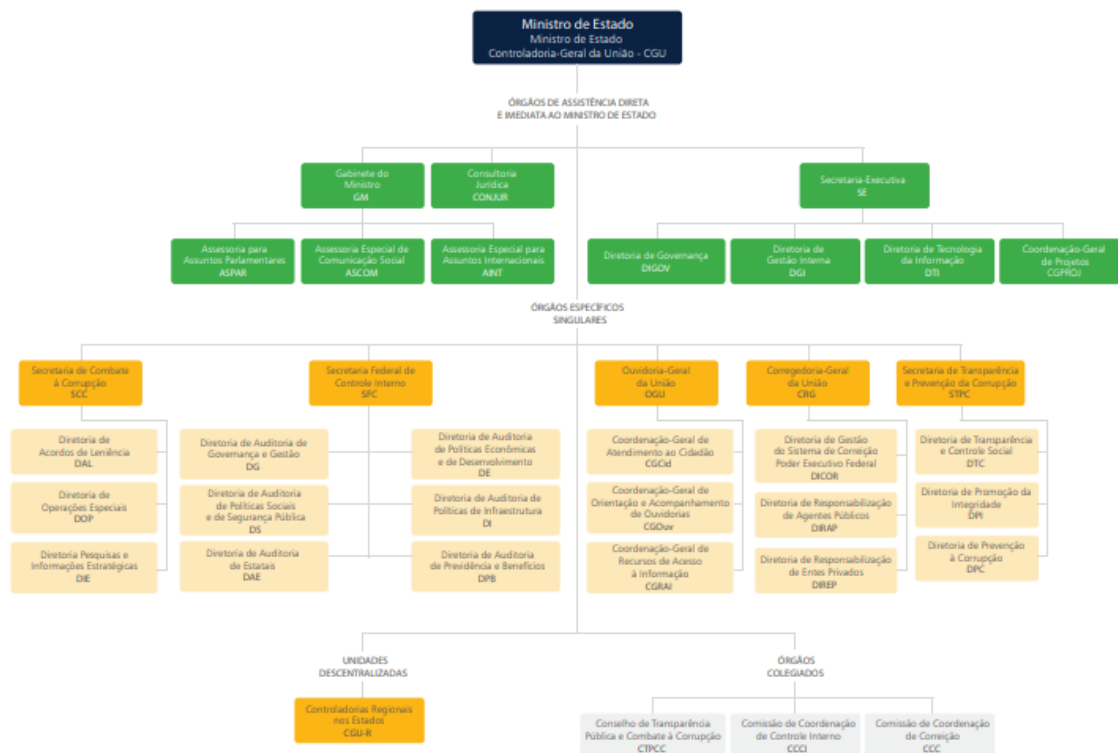 Ministro de Estado
Ministro de Estado
Controladoria-Geral da União - CGU
ÓRGÃOS DE ASSISTÊNCIA DIRETA
E IMEDIATA AO MINISTRO DE ESTADO
Gabinete do
Ministro
GM
Consultoria
Jurídica
CONJUR
Secretaria-Executiva
SE
Assessoria para
Assuntos Parlamentares
ASPAR
Assessoria Especial de
Comunicação Social
ASCOM
Assessoria Especial para
Assuntos Internacionais
AINT
Diretoria de Governança
DIGOV
Diretoria de
Gestão Interna
DGI
Diretoria de Tecnologia
da Informação
DTI
Coordenação-Geral
de Projetos
CGPROJ
ÓRGÃOS ESPECÍFICOS
SINGULARES
Secretaria de Combate
à Corrupção
SCC
Secretaria Federal de
Controle Interno
SFC
Ouvidoria-Geral
da União
OGU
Corregedoria-Geral
da União
CRG
Secretaria de Transparência
e Prevenção da Corrupção
STPC
Diretoria de
Acordos de Leniência
DAL
Diretoria de
Operações Especiais
DOP
Diretoria Pesquisas e
Informações Estratégicas
DIE
Diretoria de Auditoria de
Governança e Gestão
DG
Diretoria de Auditoria
de Políticas Sociais
e de Segurança Pública
DS
Diretoria de Auditoria
de Estatais
DAE
Diretoria de Auditoria
de Políticas Econômicas
e de Desenvolvimento
DE
Diretoria de Auditoria de
Políticas de Infraestrutura
DI
Diretoria de Auditoria
de Previdência e Benefícios
DPB
Coordenação-Geral de
Atendimento ao Cidadão
CGCid
Coordenação-Geral de
Orientação e Acompanhamento
de Ouvidorias
CGOuv
Coordenação-Geral de
Recursos de Acesso
à Informação
CGRAI
Diretoria de Gestão
do Sistema de Correição
Poder Executivo Federal
DICOR
Diretoria de Responsabilização
de Agentes Públicos
DIRAP
Diretoria de Responsabilização
de Entes Privados
DIREP
Diretoria de Transparência
e Controle Social
DTC
Diretoria de Promoção da
Integridade
DPI
Diretoria de Prevenção
à Corrupção
DPC
UNIDADES
DESCENTRALIZADAS
Controladorias Regionais
nos Estados
CGU-R
ÓRGÃOS
COLEGIADOS
Conselho de Transparência
Pública e Combate à Corrupção
CTPCC
Comissão de Coordenação
de Controle Interno
CCCI
Comissão de Coordenação
de Correição
CCC